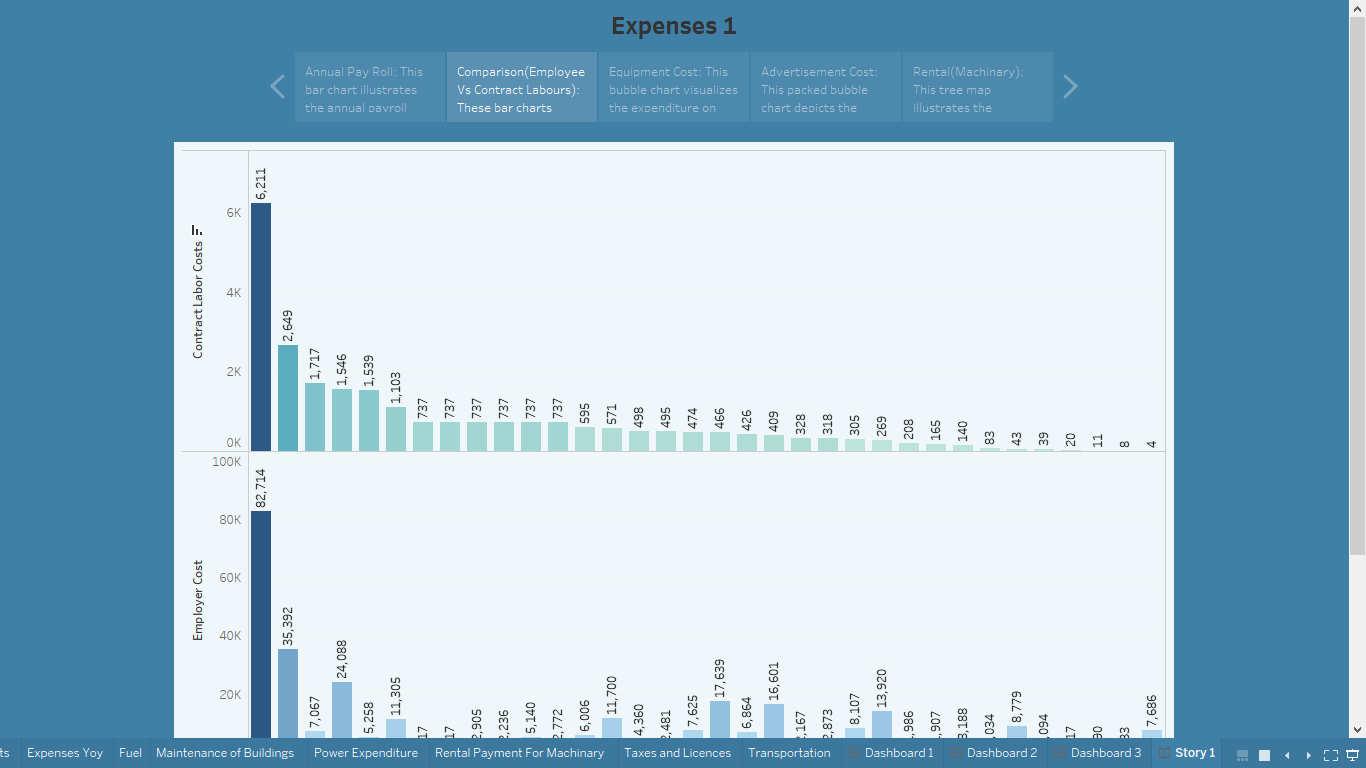 Expenses 1
Annual Pay Roll: This
bar chart illustrates
the annual payroll
Comparison(Employee
Vs Contract Labours):
These bar charts
Equipment Cost: This
bubble chart visualizes
the expenditure on
Advertisement Cost:
This packed bubble
chart depicts the
Rental(Machinary):
This tree map
illustrates the
Contract Labor Costs
6K
4K
2K
0K
6,211
2,649
1,717
1,546
1,539
1,103
737
737
737
737
737
737
595
571
498
495
474
466
426
409
328
318
305
269
208
165
140
83
43
39
20
11
8
4
Employer Cost
100K
80K
60K
40K
20K
82,714
35,392
7,067
24,088
5,258
11,305
5,140
6,006
11,700
4,360
7,625
17,639
6,864
16,601
8,107
13,920
8,779
7,686
ts
Expenses Yoy
Fuel
Maintenance of Buildings
Power Expenditure
Rental Payment For Machinary
Taxes and Licences
Transportation
Dashboard 1
Dashboard 2
Dashboard 3
Story 1